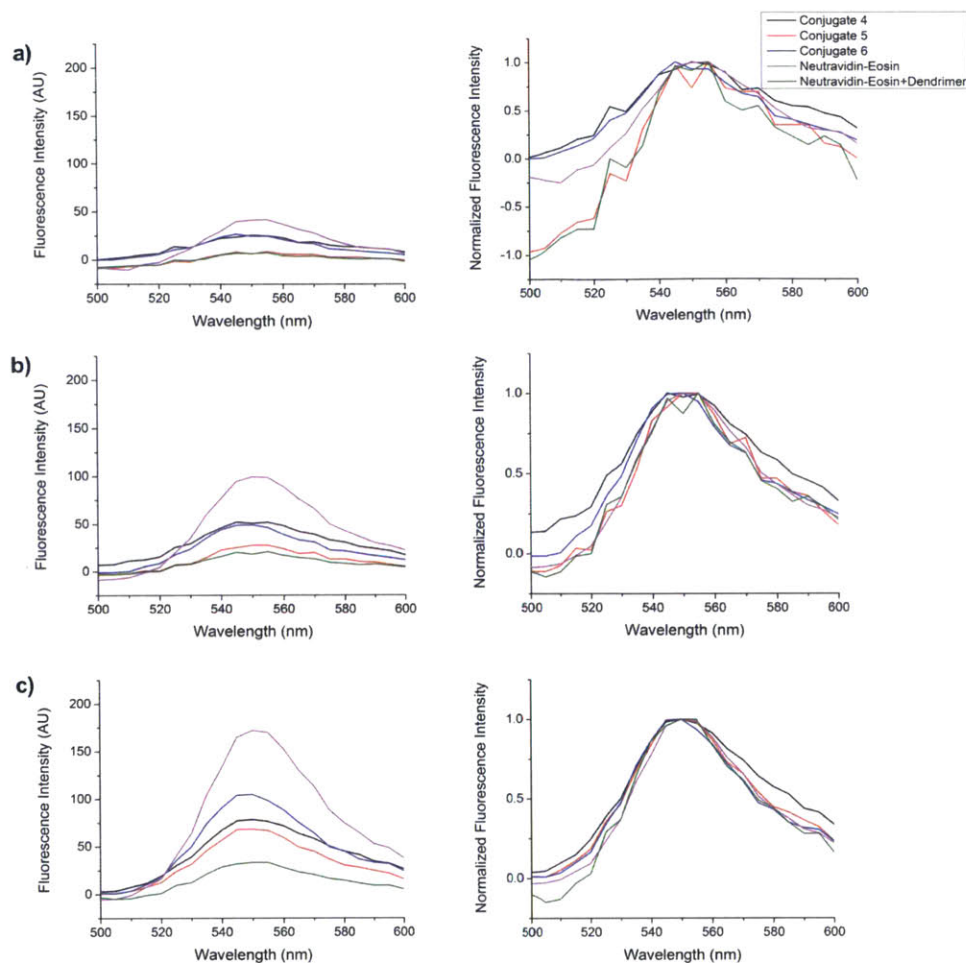 a)
Fluorescence Intensity (AU)
200
150
100
50
0
500 520 540 560 580 600
Wavelength (nm)
Normalized Fluorescence Intensity
1.0
0.5
0.0
-0.5
-1.0
500 520 540 560 580 600
Wavelength (nm)
Conjugate 4
Conjugate 5
Conjugate 6
Neutravidin-Eosin
Neutravidin-Eosin+Dendrimer
b)
Fluorescence Intensity (AU)
200
150
100
50
0
500 520 540 560 580 600
Wavelength (nm)
Normalized Fluorescence Intensity
1.0
0.5
0.0
500 520 540 560 580 600
Wavelength (nm)
c)
Fluorescence Intensity (AU)
200
150
100
50
0
500 520 540 560 580 600
Wavelength (nm)
Normalized Fluorescence Intensity
1.0
0.5
0.0
500 520 540 560 580 600
Wavelength (nm)